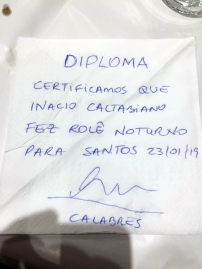 DIPLOMA
CERTIFICAMOS QUE
INACIO CALTABIANO
FEZ ROLÊ NOTURNO
PARA SANTOS 23/01/19
CALABRES